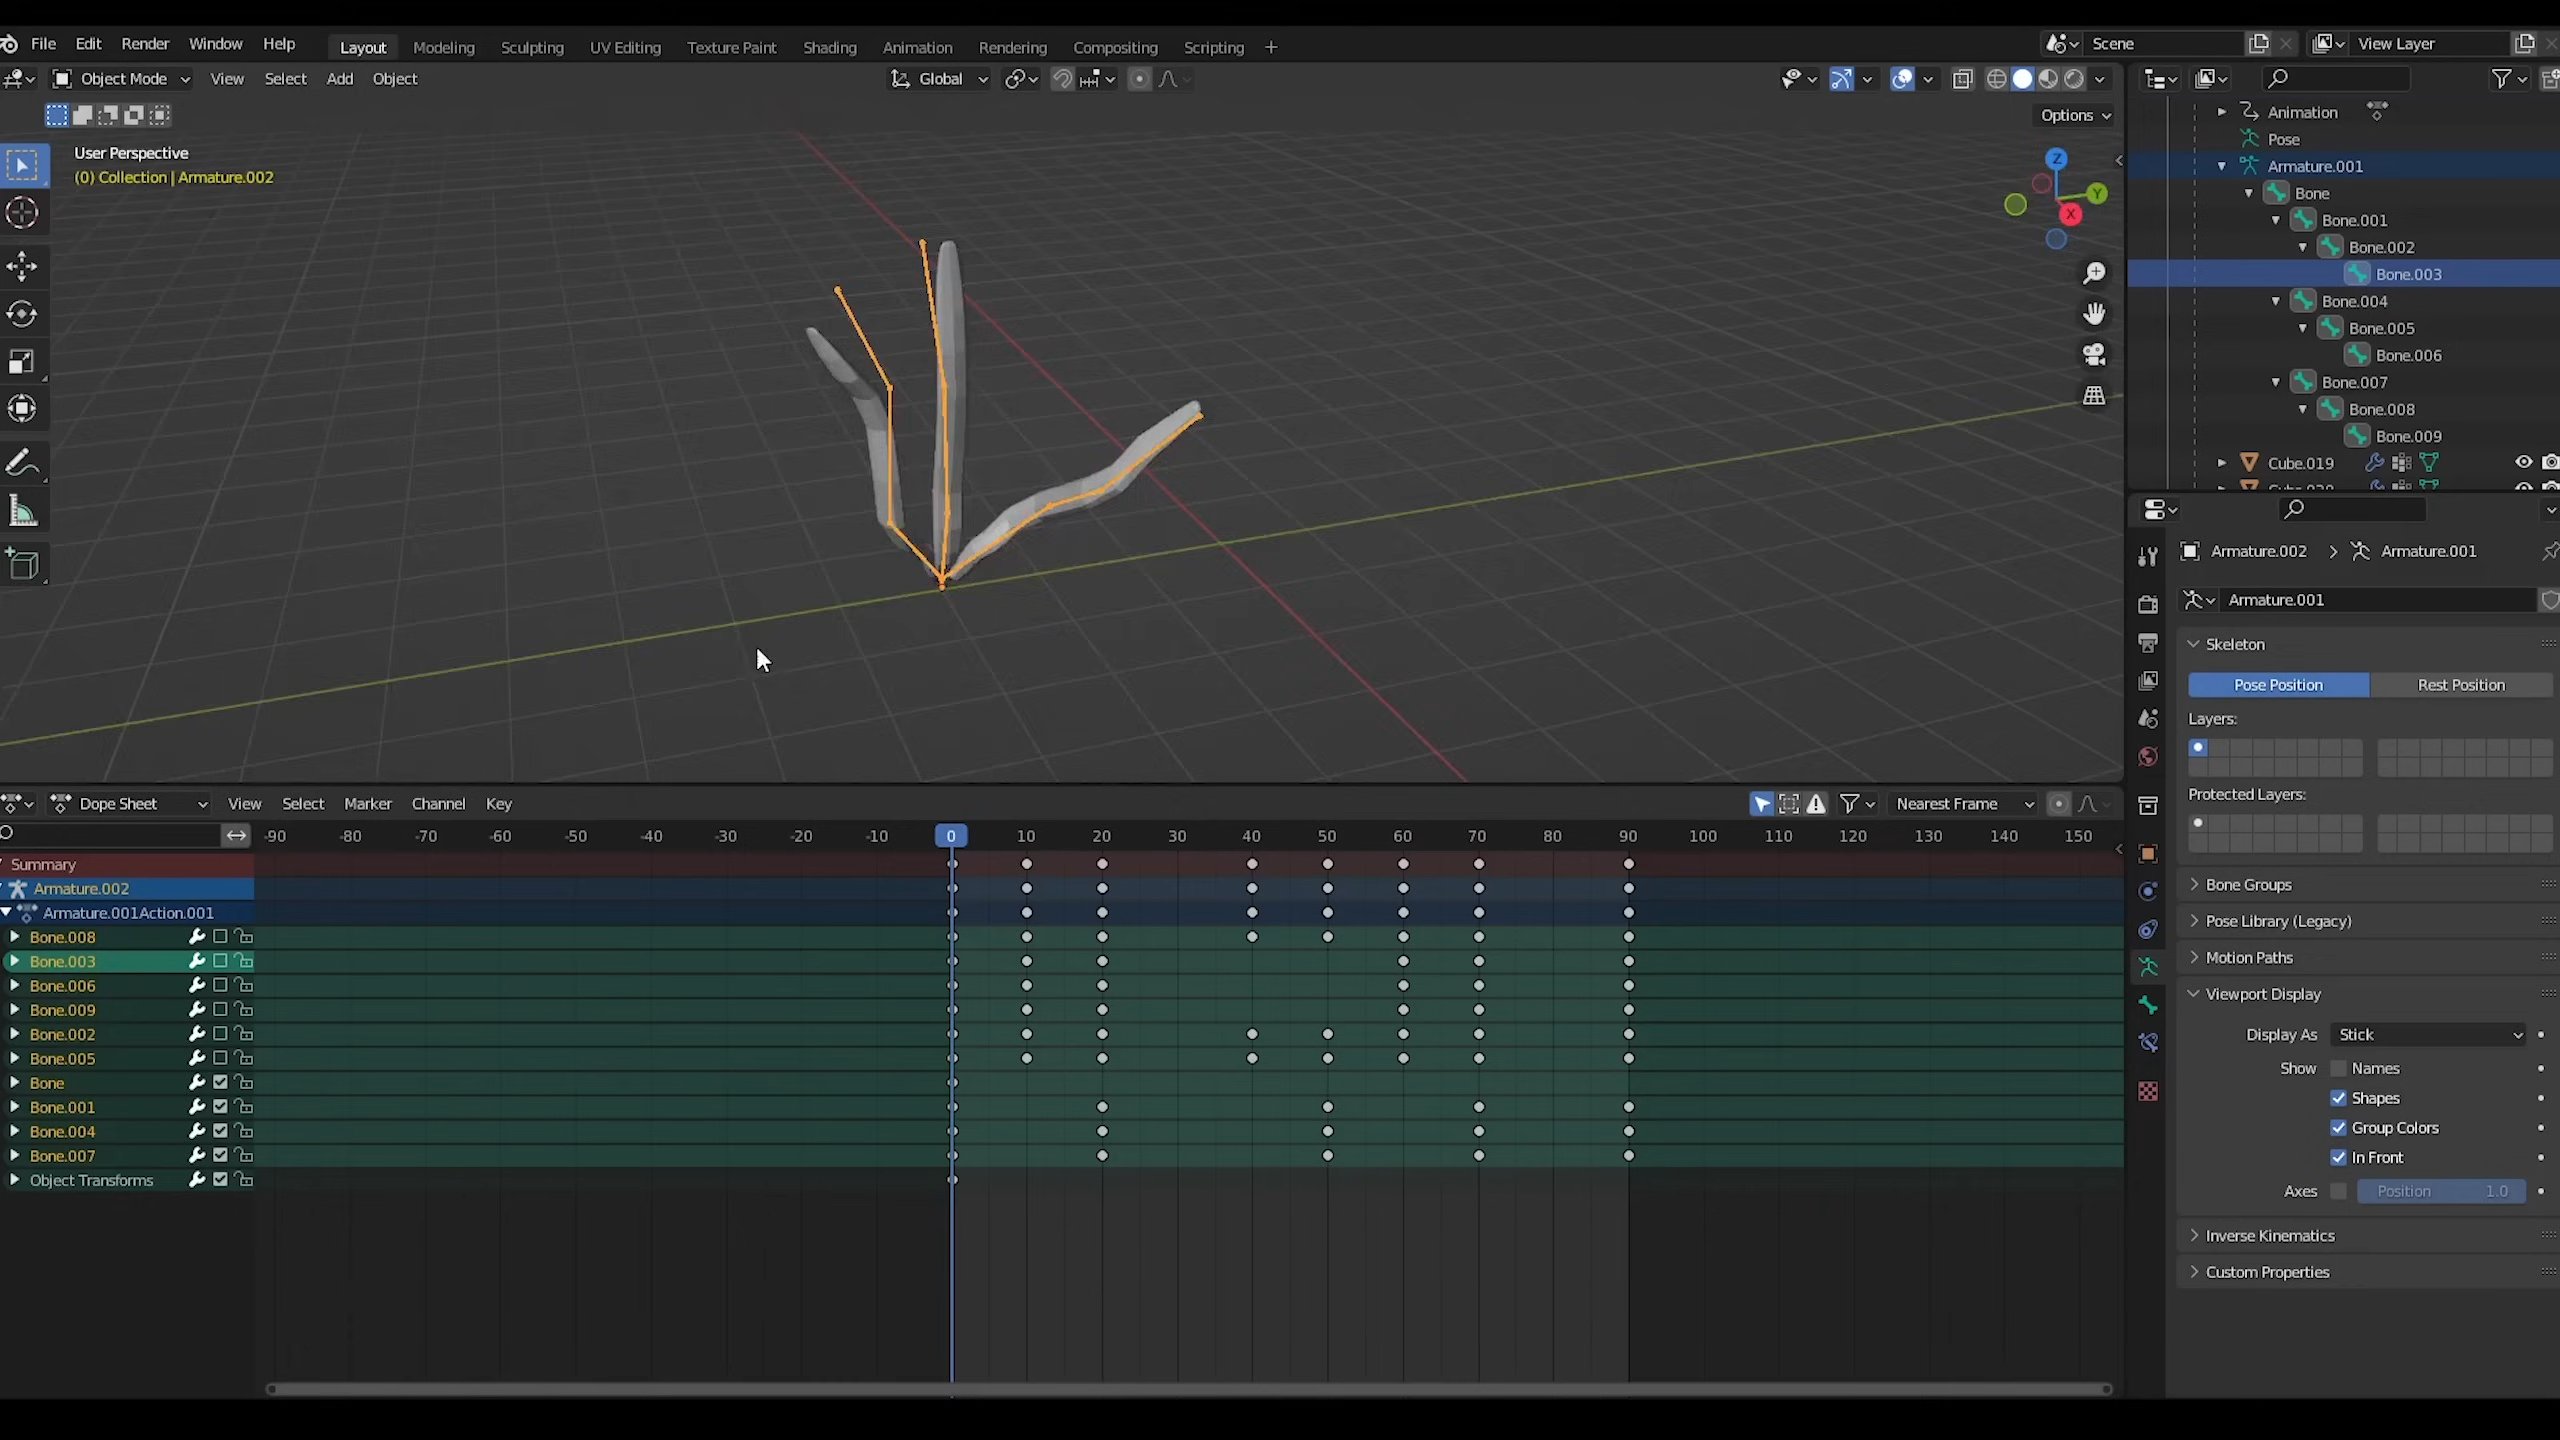 File Edit Render Window Help Layout Modeling Sculpting UV Editing Texture Paint Shading Animation Rendering Compositing Scripting + Scene View Layer
Object Mode View Select Add Object Global
Options
User Perspective
(0) Collection | Armature.002
Z
Y
X
Animation
Pose
Armature.001
Bone
Bone.001
Bone.002
Bone.003
Bone.004
Bone.005
Bone.006
Bone.007
Bone.008
Bone.009
Cube.019
Armature.002 > Armature.001
Armature.001
Skeleton
Pose Position Rest Position
Layers:
Protected Layers:
Bone Groups
Pose Library (Legacy)
Motion Paths
Viewport Display
Display As Stick
Show Names
Shapes
Group Colors
In Front
Axes Position 1.0
Inverse Kinematics
Custom Properties
Dope Sheet View Select Marker Channel Key Nearest Frame
-90 -80 -70 -60 -50 -40 -30 -20 -10 0 10 20 30 40 50 60 70 80 90 100 110 120 130 140 150
Summary
Armature.002
Armature.001Action.001
Bone.008
Bone.003
Bone.006
Bone.009
Bone.002
Bone.005
Bone
Bone.001
Bone.004
Bone.007
Object Transforms